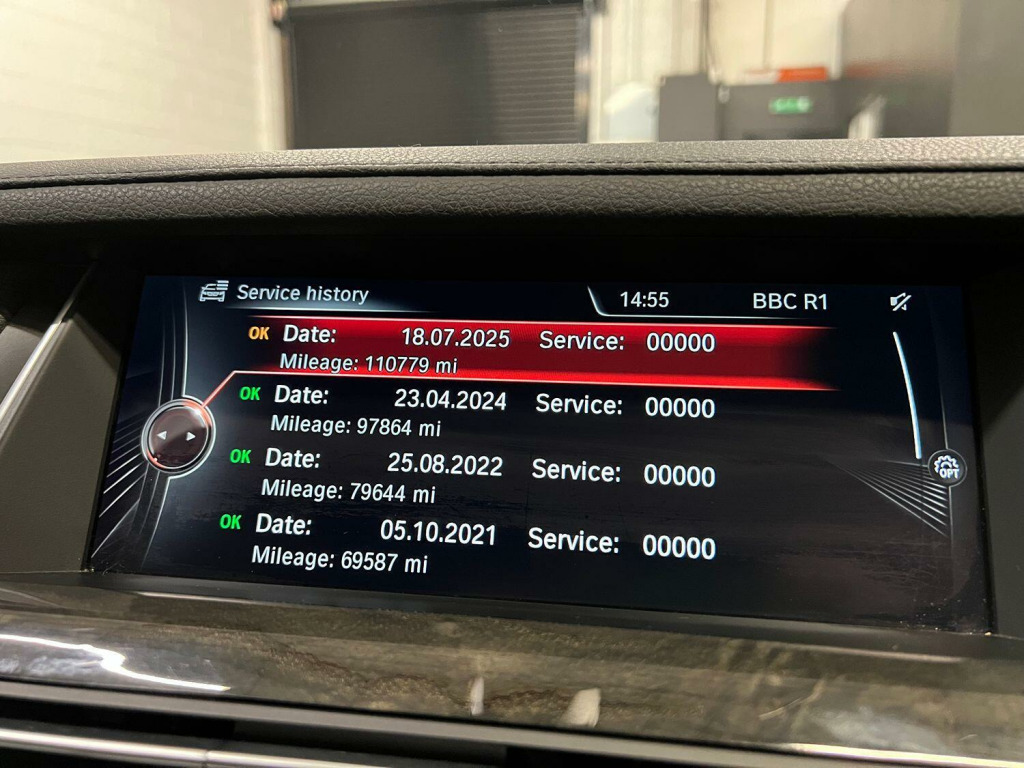 Service history 14:55 BBC R1
OK Date: 18.07.2025 Service: 00000
Mileage: 110779 mi
OK Date: 23.04.2024 Service: 00000
Mileage: 97864 mi
OK Date: 25.08.2022 Service: 00000
Mileage: 79644 mi
OPT
OK Date: 05.10.2021 Service: 00000
Mileage: 69587 mi